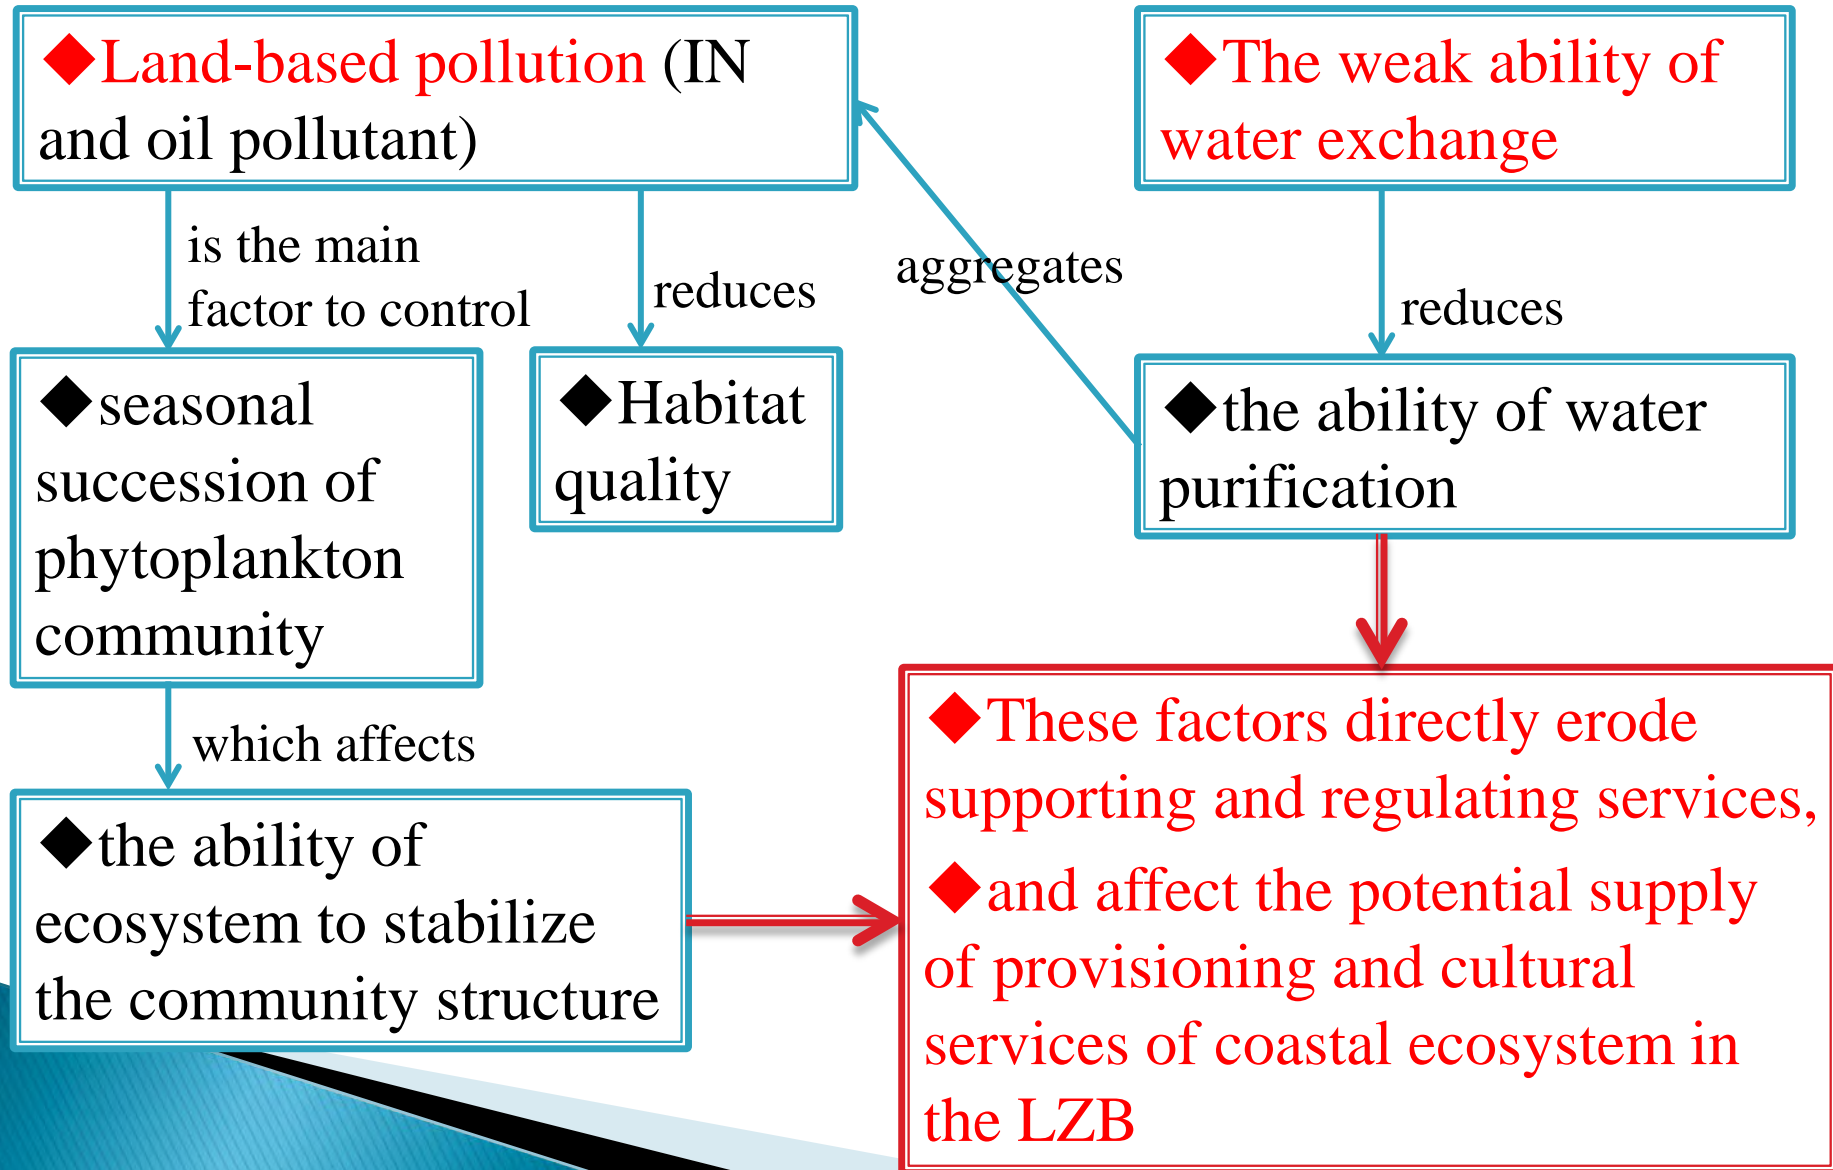 ◆Land-based pollution (IN
and oil pollutant)
◆The weak ability of
water exchange
is the main
factor to control
reduces
aggregates
reduces
◆seasonal
succession of
phytoplankton
community
◆Habitat
quality
◆the ability of water
purification
which affects
◆the ability of
ecosystem to stabilize
the community structure
◆These factors directly erode
supporting and regulating services,
◆and affect the potential supply
of provisioning and cultural
services of coastal ecosystem in
the LZB